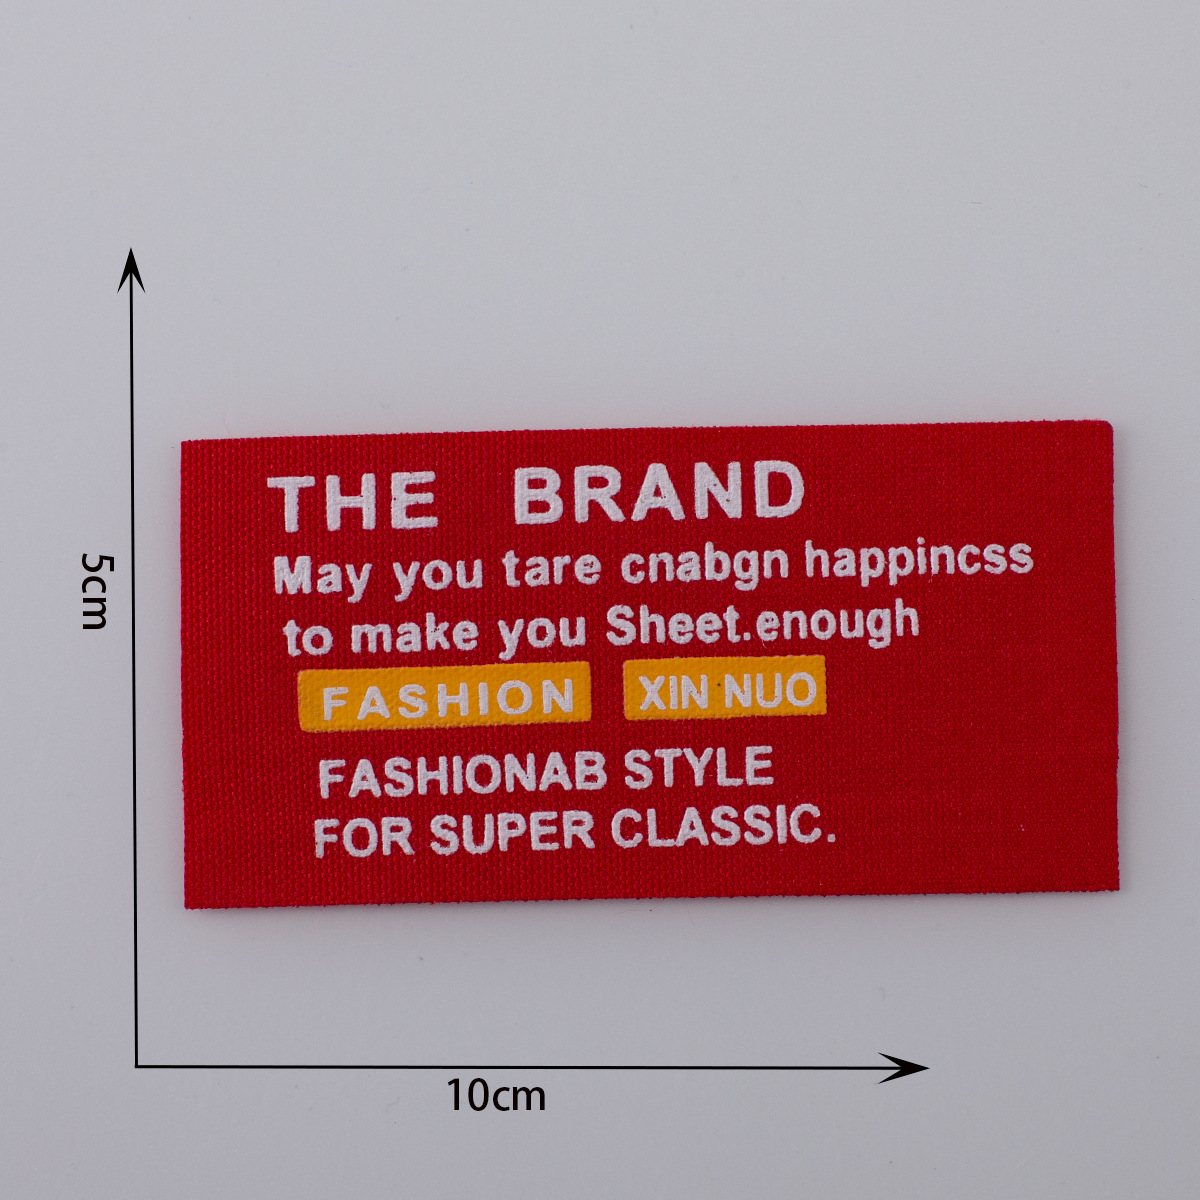 THE BRAND
May you tare cnabgn happincss
to make you Sheet.enough
FASHION XIN NUO
FASHIONAB STYLE
FOR SUPER CLASSIC.
5cm
10cm